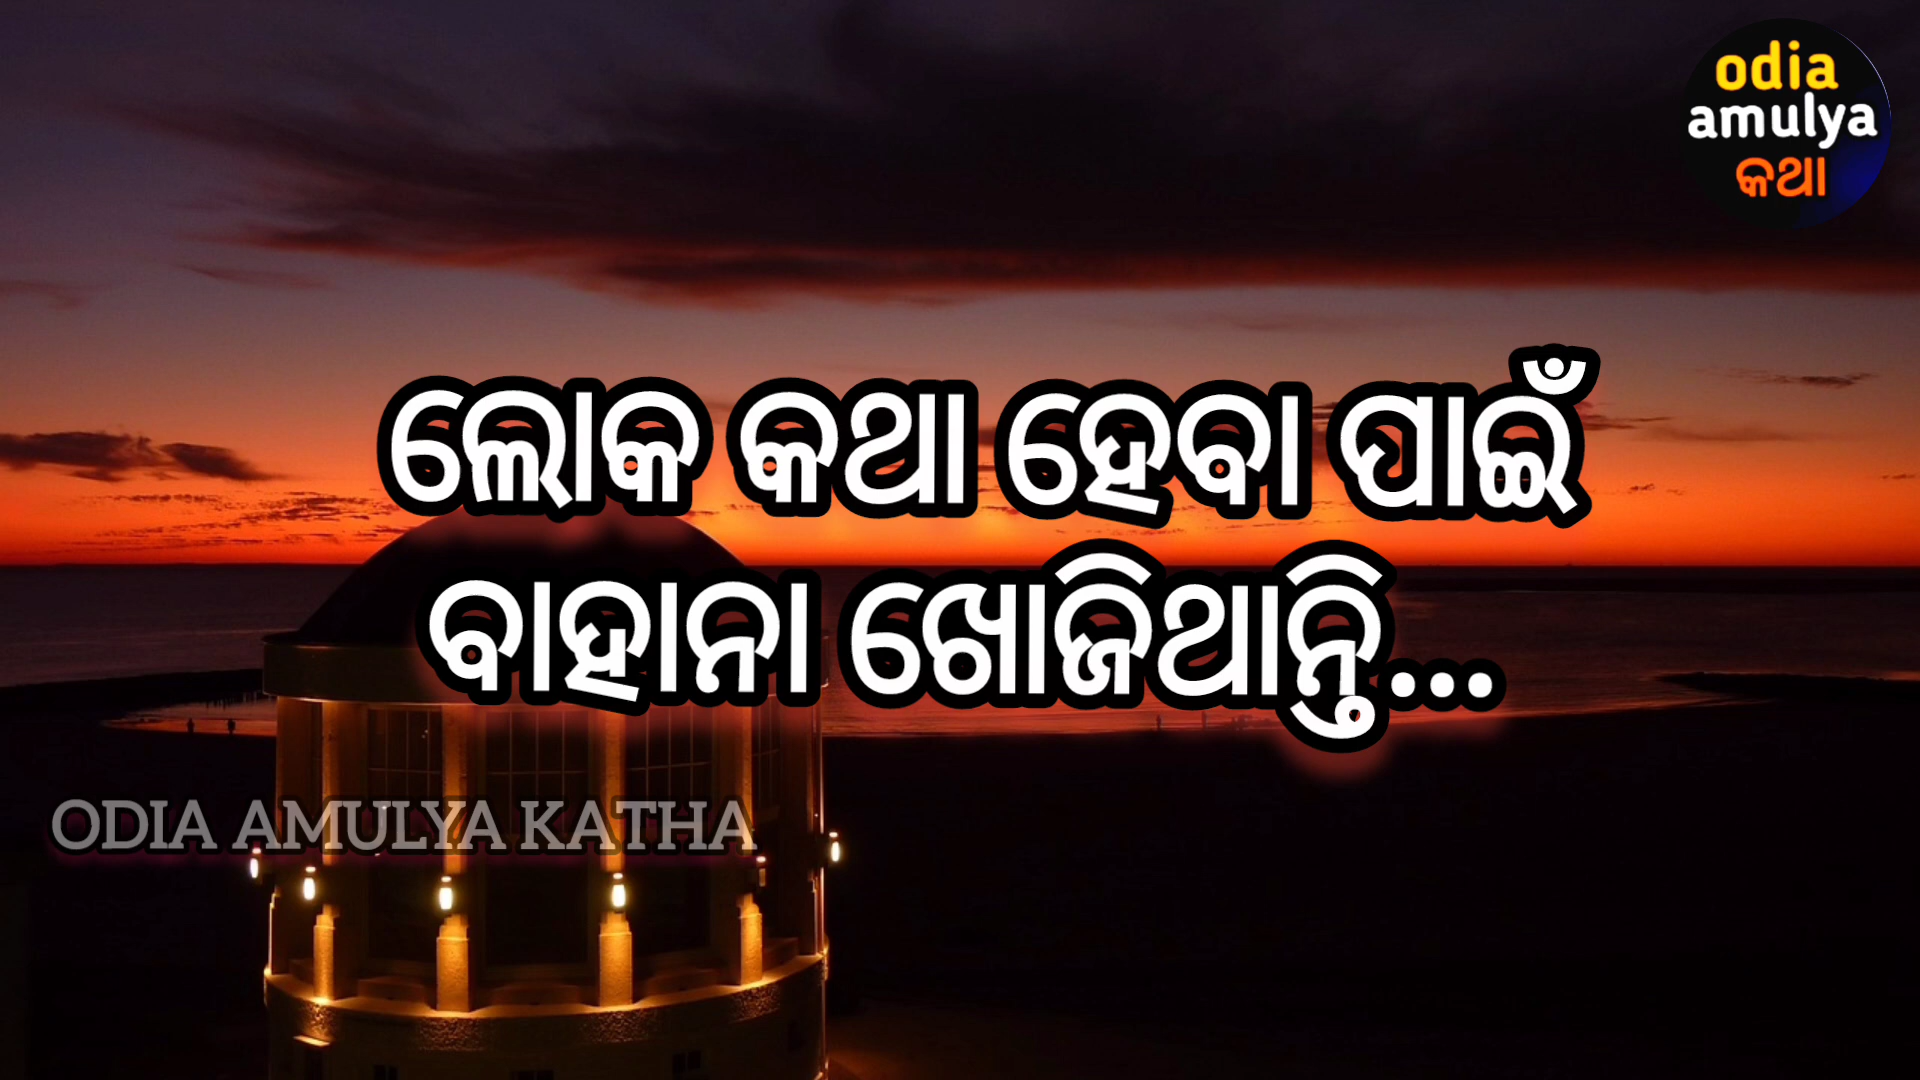 odia
amulya
କଥା
ଲୋକ କଥା ହେବା ପାଇଁ
ବାହାନା ଖୋଜିଥାନ୍ତି...
ODIA AMULYA KATHA